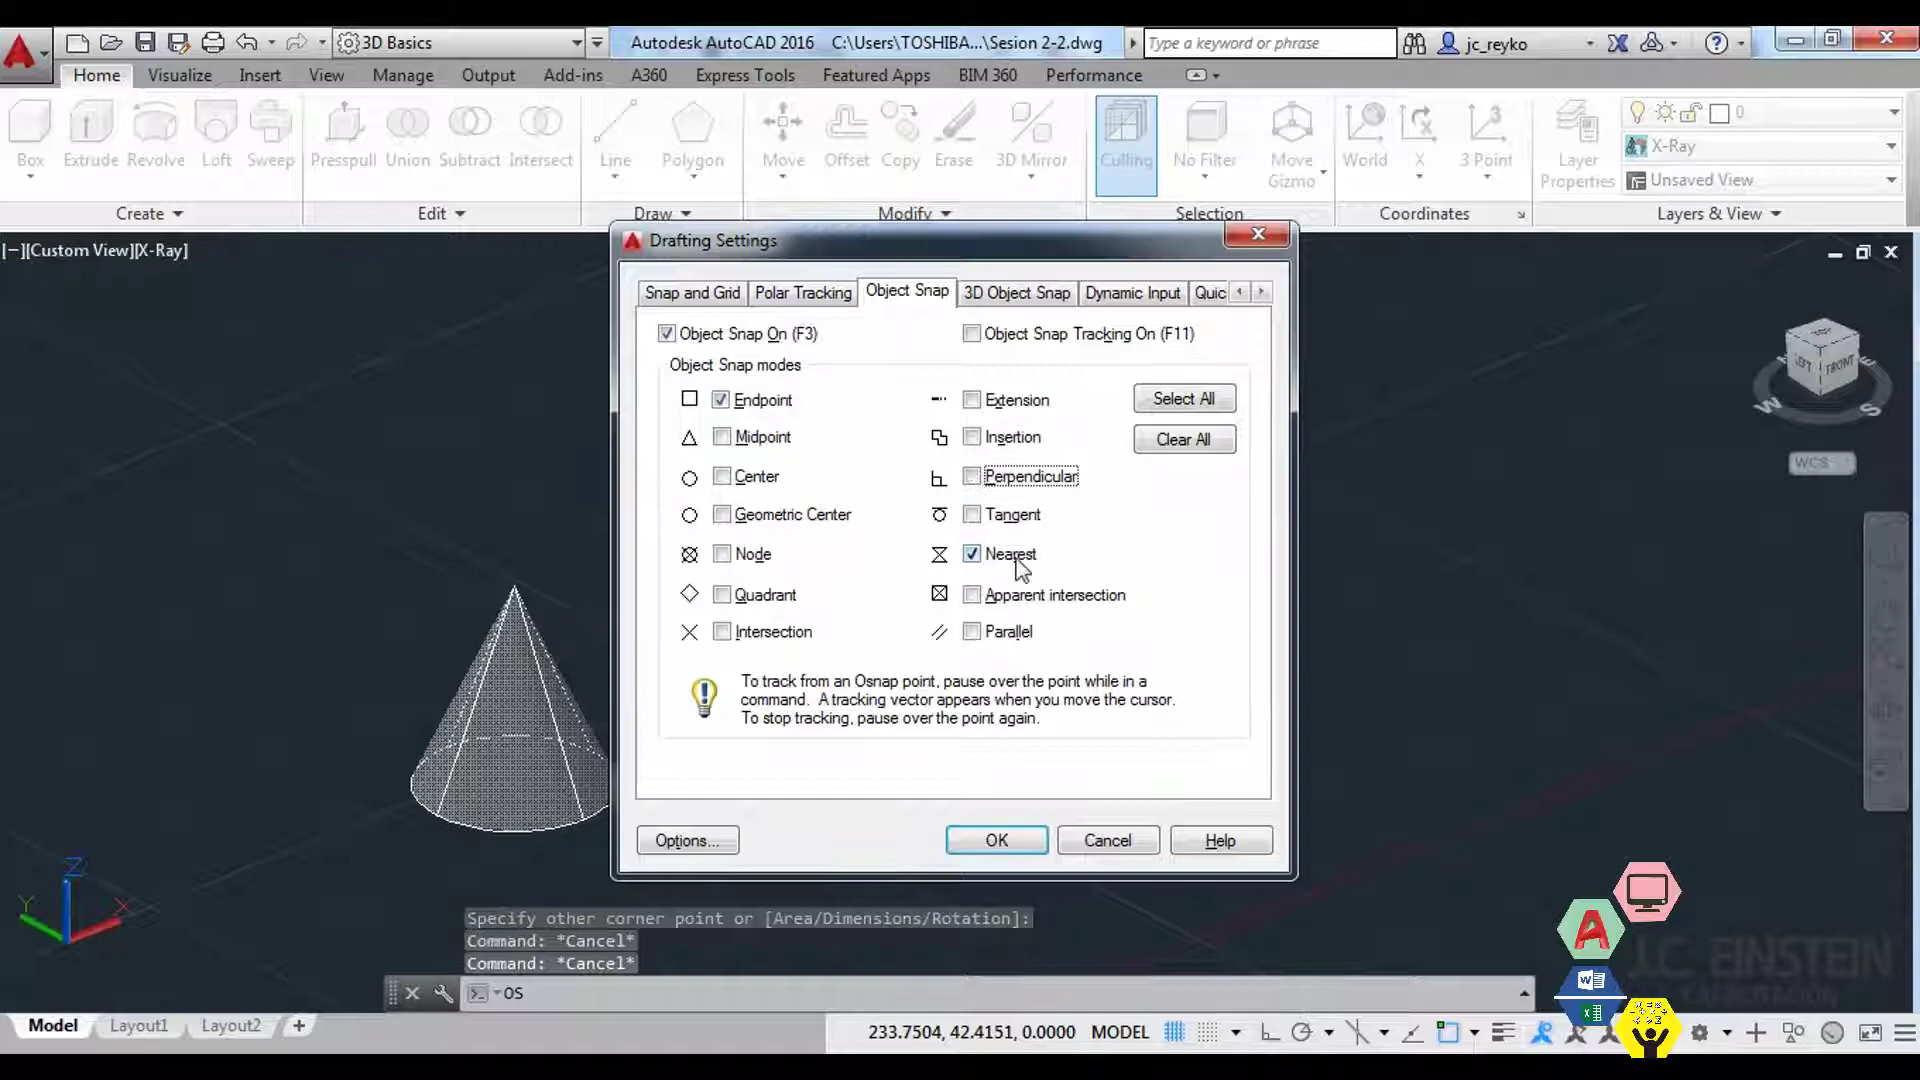 3D Basics
Autodesk AutoCAD 2016 C:\Users\TOSHIBA...\Sesion 2-2.dwg
Type a keyword or phrase
jc_reyko
Home Visualize Insert View Manage Output Add-ins A360 Express Tools Featured Apps BIM 360 Performance
Box Extrude Revolve Loft Sweep Presspull Union Subtract Intersect Line Polygon Move Offset Copy Erase 3D Mirror Culling No Filter Move Gizmo World X 3 Point Layer Properties
0
X-Ray
Unsaved View
Create Edit Draw Modify Selection Coordinates Layers & View
[−][Custom View][X-Ray]
Drafting Settings
Snap and Grid Polar Tracking Object Snap 3D Object Snap Dynamic Input Quic
Object Snap On (F3) Object Snap Tracking On (F11)
Object Snap modes
Endpoint Extension Select All
Midpoint Insertion Clear All
Center Perpendicular
Geometric Center Tangent
Node Nearest
Quadrant Apparent intersection
Intersection Parallel
To track from an Osnap point, pause over the point while in a
command. A tracking vector appears when you move the cursor.
To stop tracking, pause over the point again.
Options... OK Cancel Help
TOP
LEFT FRONT
W S
WCS
Z
Y X
Specify other corner point or [Area/Dimensions/Rotation]:
Command: *Cancel*
Command: *Cancel*
OS
J.C. EINSTEIN
CAPACITACION
Model Layout1 Layout2 +
233.7504, 42.4151, 0.0000 MODEL